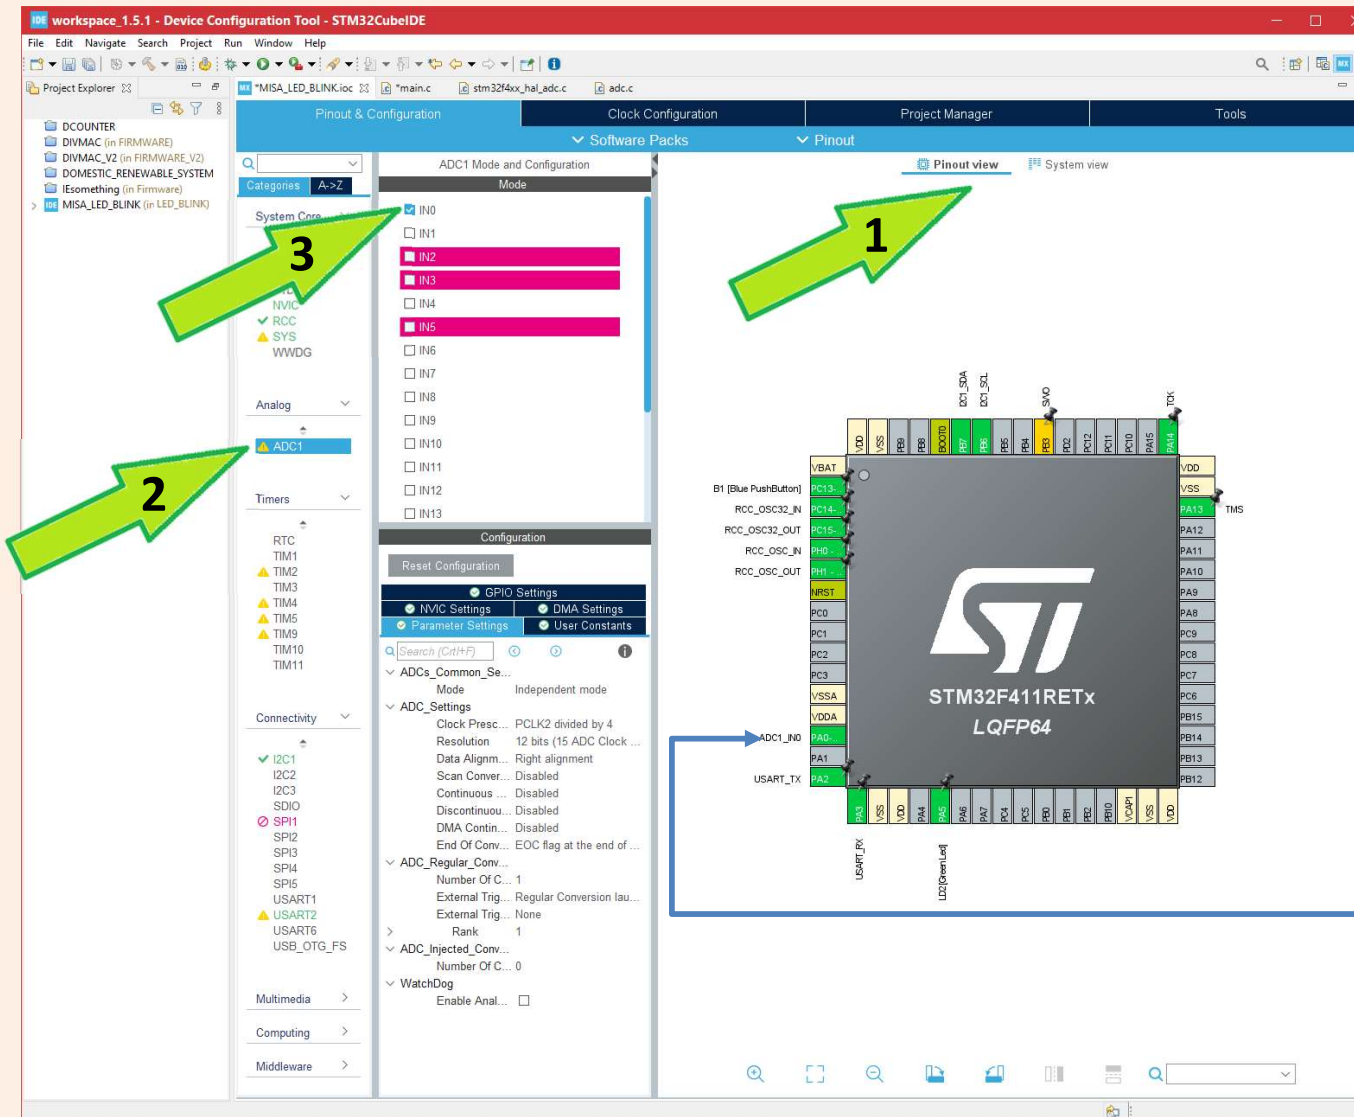 IDE workspace_1.5.1 - Device Configuration Tool - STM32CubeIDE
File Edit Navigate Search Project Run Window Help
Project Explorer
MX *MISA_LED_BLINK.ioc
*main.c
stm32f4xx_hal_adc.c
adc.c
DCOUNTER
DIVMAC (in FIRMWARE)
DIVMAC_V2 (in FIRMWARE_V2)
DOMESTIC_RENEWABLE_SYSTEM
IEsomething (in Firmware)
IDE MISA_LED_BLINK (in LED_BLINK)
Pinout & Configuration
Clock Configuration
Project Manager
Tools
Software Packs
Pinout
Categories A->Z
System Core
NVIC
RCC
SYS
WWDG
Analog
ADC1
Timers
RTC
TIM1
TIM2
TIM3
TIM4
TIM5
TIM9
TIM10
TIM11
Connectivity
I2C1
I2C2
I2C3
SDIO
SPI1
SPI2
SPI3
SPI4
SPI5
USART1
USART2
USART6
USB_OTG_FS
Multimedia
Computing
Middleware
ADC1 Mode and Configuration
Mode
IN0
IN1
IN2
IN3
IN4
IN5
IN6
IN7
IN8
IN9
IN10
IN11
IN12
IN13
Configuration
Reset Configuration
GPIO Settings
NVIC Settings
DMA Settings
Parameter Settings
User Constants
Search (Crtl+F)
ADCs_Common_Se...
Mode Independent mode
ADC_Settings
Clock Presc... PCLK2 divided by 4
Resolution 12 bits (15 ADC Clock ...
Data Alignm... Right alignment
Scan Conver... Disabled
Continuous ... Disabled
Discontinuou... Disabled
DMA Contin... Disabled
End Of Conv... EOC flag at the end of ...
ADC_Regular_Conv...
Number Of C... 1
External Trig... Regular Conversion lau...
External Trig... None
Rank 1
ADC_Injected_Conv...
Number Of C... 0
WatchDog
Enable Anal...
Pinout view
System view
1
2
3
I2C1_SDA
I2C1_SCL
SWO
TCK
VDD
VSS
PB9
PB8
BOOT0
PB7
PB6
PB5
PB4
PB3
PD2
PC12
PC11
PC10
PA15
PA14
VBAT
B1 [Blue PushButton] PC13-
RCC_OSC32_IN PC14-
RCC_OSC32_OUT PC15-
RCC_OSC_IN PH0 -
RCC_OSC_OUT PH1 - ..
NRST
PC0
PC1
PC2
PC3
VSSA
VDDA
ADC1_IN0 PA0-..
PA1
USART_TX PA2
STM32F411RETx
LQFP64
VDD
VSS
PA13 TMS
PA12
PA11
PA10
PA9
PA8
PC9
PC8
PC7
PC6
PB15
PB14
PB13
PB12
PA3
VSS
VDD
PA4
PA5
PA6
PA7
PC4
PC5
PB0
PB1
PB2
PB10
VCAP1
VSS
VDD
USART_RX
LD2 [Green Led]